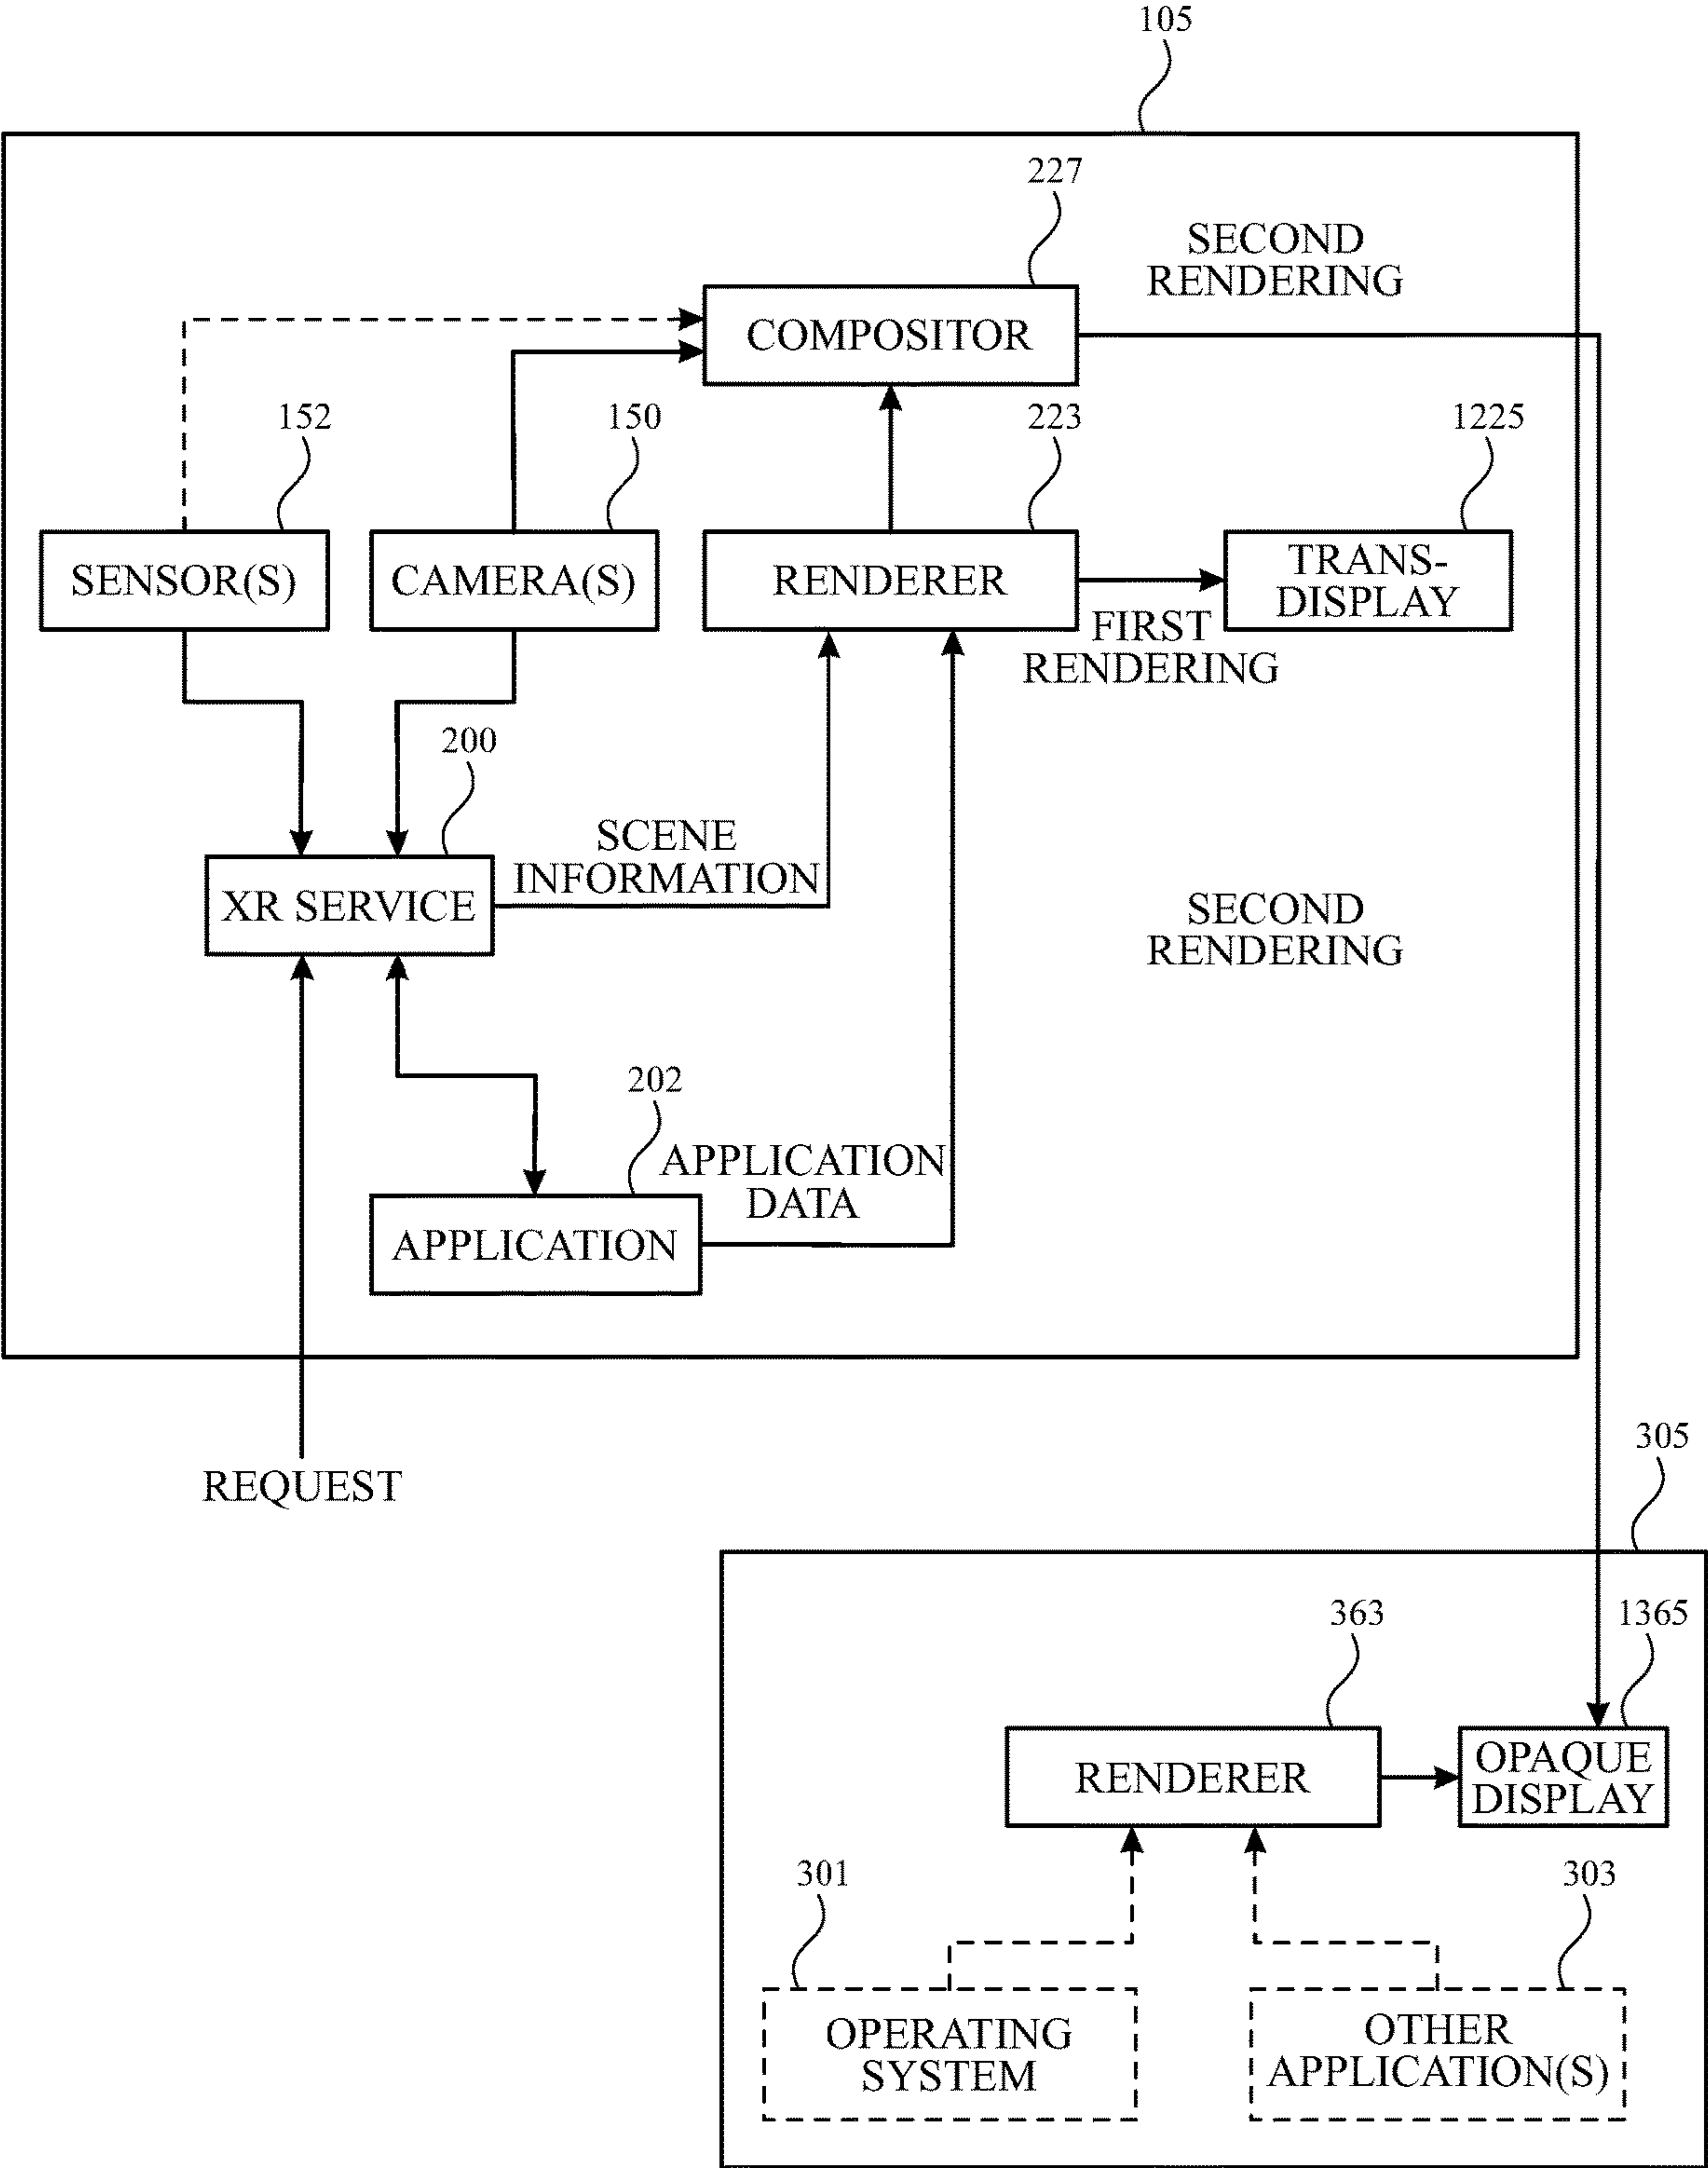 105
227
SECOND
RENDERING
COMPOSITOR
152
150
223
1225
SENSOR(S)
CAMERA(S)
RENDERER
TRANS-
DISPLAY
FIRST
RENDERING
200
SCENE
INFORMATION
XR SERVICE
SECOND
RENDERING
202
APPLICATION
DATA
APPLICATION
REQUEST
305
363
1365
RENDERER
OPAQUE
DISPLAY
301
303
OPERATING
SYSTEM
OTHER
APPLICATION(S)